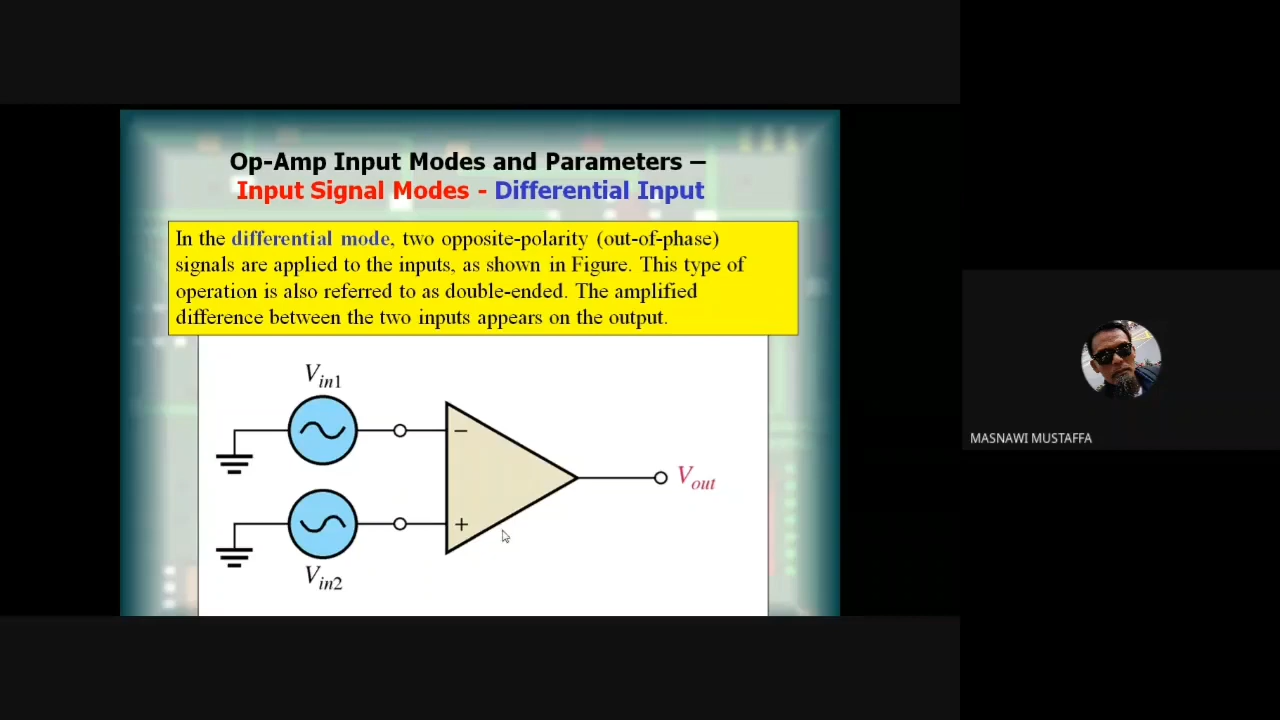 Op-Amp Input Modes and Parameters –
Input Signal Modes - Differential Input
In the differential mode, two opposite-polarity (out-of-phase)
signals are applied to the inputs, as shown in Figure. This type of
operation is also referred to as double-ended. The amplified
difference between the two inputs appears on the output.
Vin1
−
Vout
+
Vin2
MASNAWI MUSTAFFA